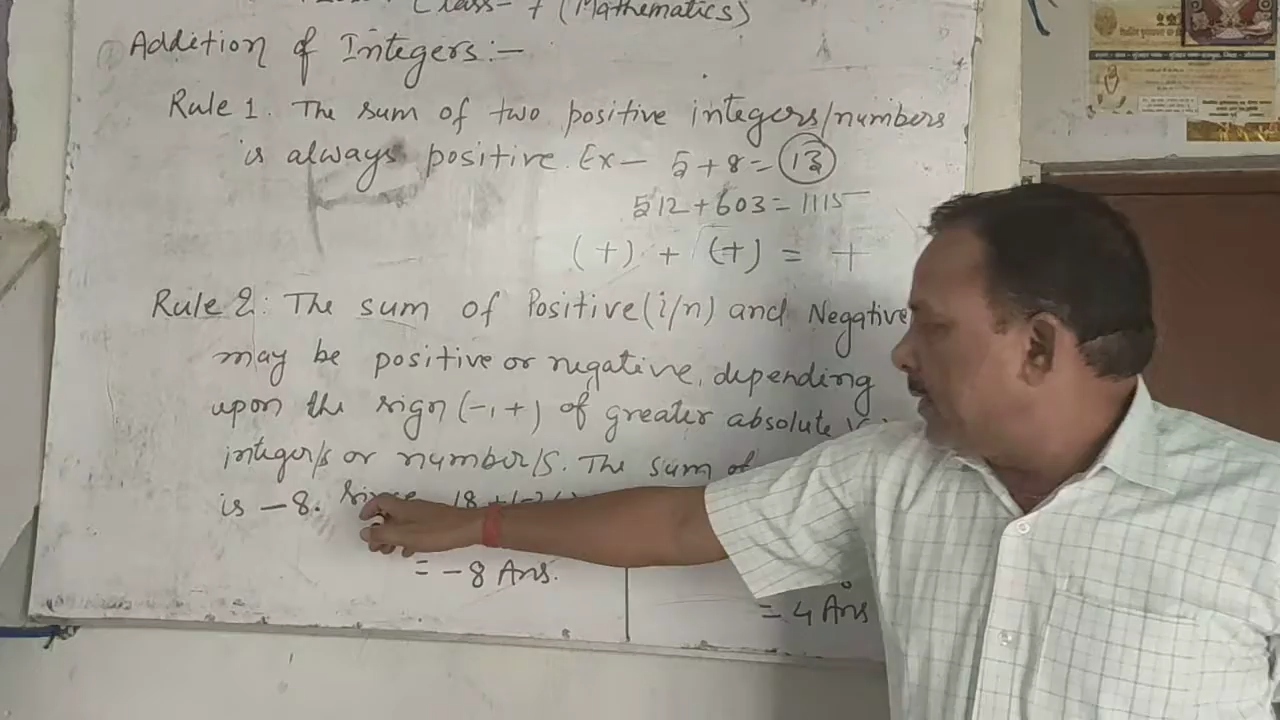 Class- 7 (Mathematics)
Addition of Integers:-
Rule 1. The sum of two positive integers/numbers
is always positive. Ex- 5 + 8 = 13
512 + 603 = 1115
(+) + (+) = +
Rule 2: The sum of Positive (i/n) and Negative
may be positive or negative, depending
upon the sign (-, +) of greater absolute
integer/s or number/s. The sum of
is -8. Since 18 +
= -8 Ans.
= 4 Ans